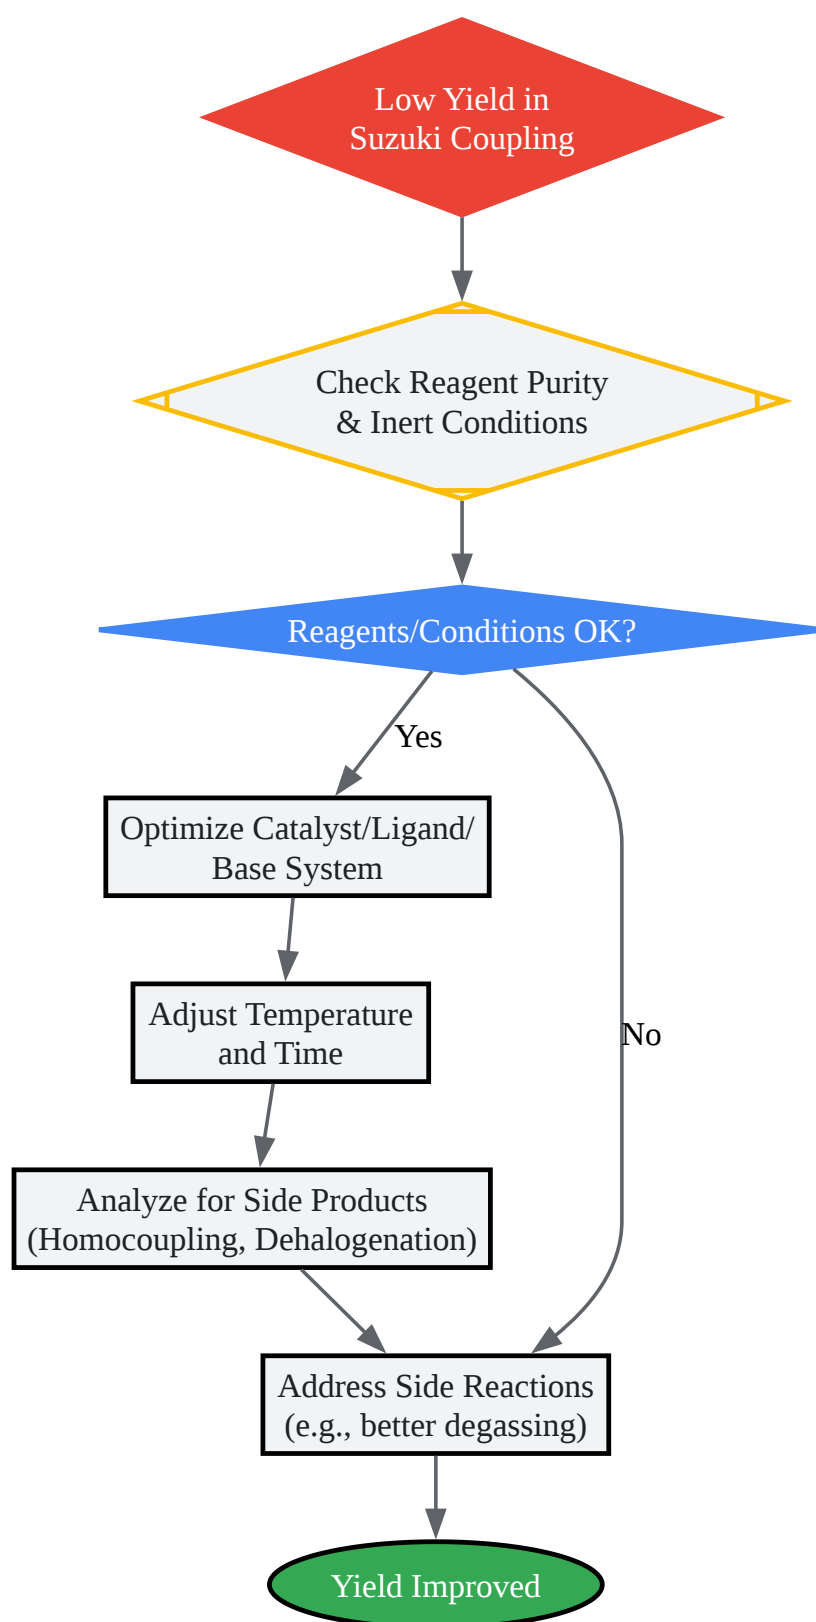 Low Yield in
Suzuki Coupling
Check Reagent Purity
& Inert Conditions
Reagents/Conditions OK?
Yes
Optimize Catalyst/Ligand/
Base System
Adjust Temperature
and Time
No
Analyze for Side Products
(Homocoupling, Dehalogenation)
Address Side Reactions
(e.g., better degassing)
Yield Improved